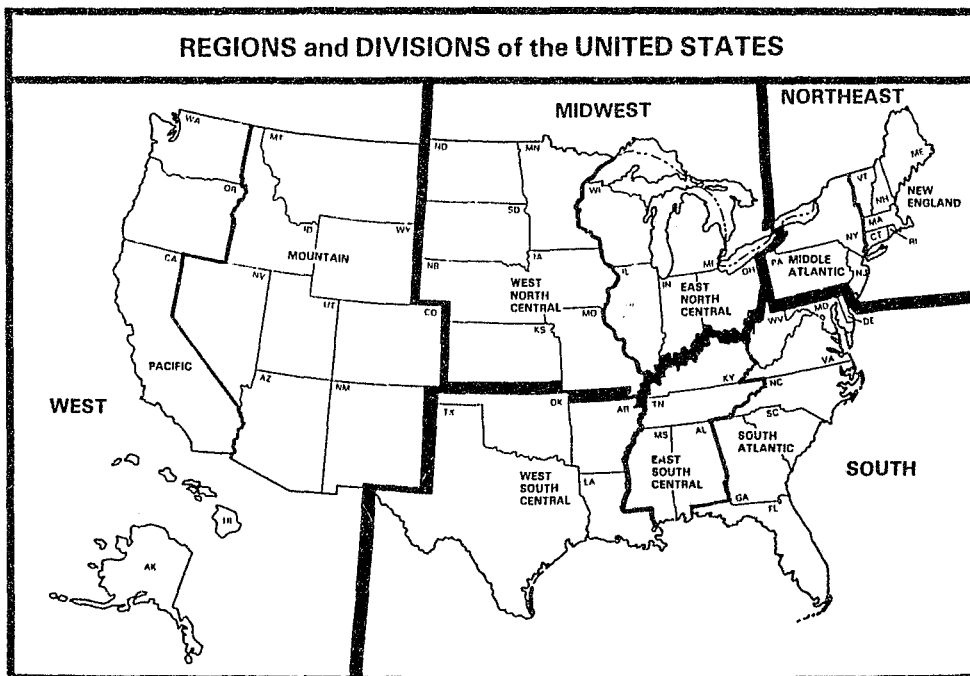 REGIONS and DIVISIONS of the UNITED STATES
MIDWEST
NORTHEAST
WA
MT
ND
MN
ME
VT
OR
WI
NH
NEW
ENGLAND
SD
MA
ID
WY
NY
CT
RI
CA
MOUNTAIN
IA
MI
OH
PA
MIDDLE
ATLANTIC
NV
NB
IL
IN
EAST
NORTH
CENTRAL
NJ
WEST
NORTH
CENTRAL
UT
CO
KS
MO
WV
MD
DE
PACIFIC
VA
AZ
NM
KY
NC
WEST
TX
OK
AR
TN
SC
MS
AL
SOUTH
ATLANTIC
SOUTH
WEST
SOUTH
CENTRAL
LA
EAST
SOUTH
CENTRAL
GA
FL
AK